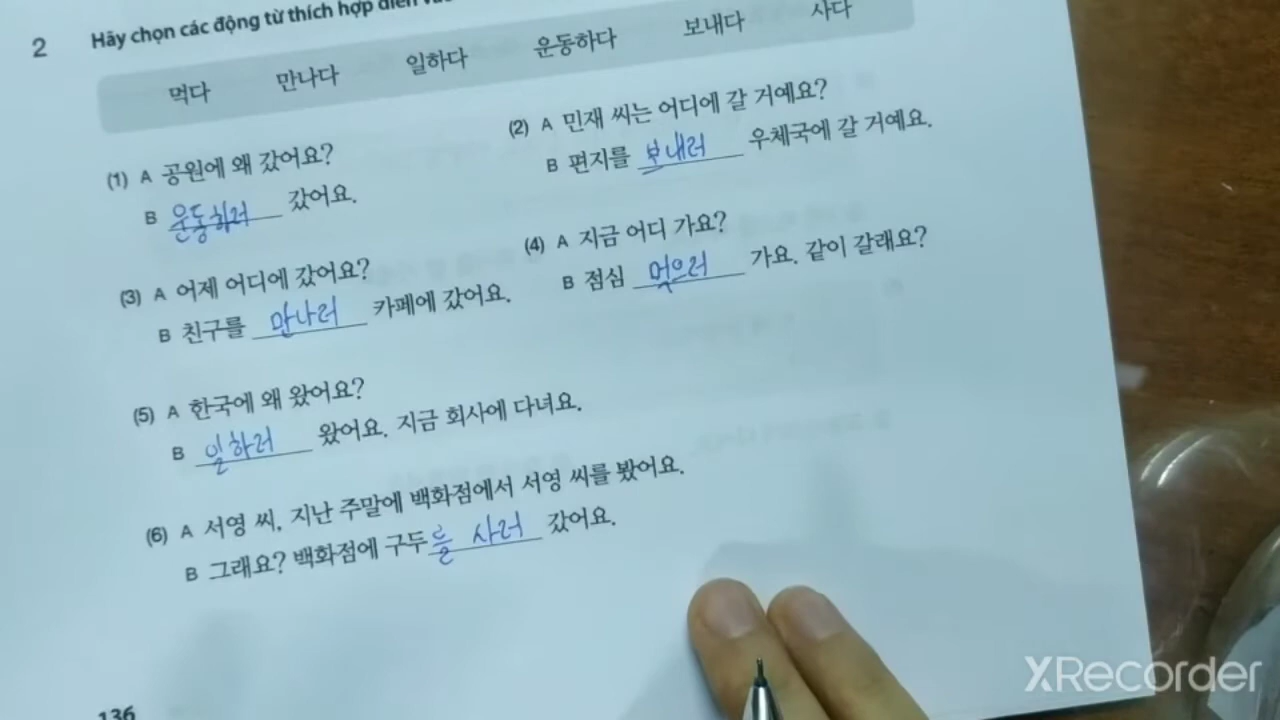 2 Hãy chọn các động từ thích hợp điền
먹다 만나다 일하다 운동하다 보내다 사다
(1) A 공원에 왜 갔어요?
B 운동하러 갔어요.
(2) A 민재 씨는 어디에 갈 거예요?
B 편지를 보내러 우체국에 갈 거예요.
(3) A 어제 어디에 갔어요?
B 친구를 만나러 카페에 갔어요.
(4) A 지금 어디 가요?
B 점심 먹으러 가요. 같이 갈래요?
(5) A 한국에 왜 왔어요?
B 일하러 왔어요. 지금 회사에 다녀요.
(6) A 서영 씨, 지난 주말에 백화점에서 서영 씨를 봤어요.
B 그래요? 백화점에 구두를 사러 갔어요.
136
XRecorder